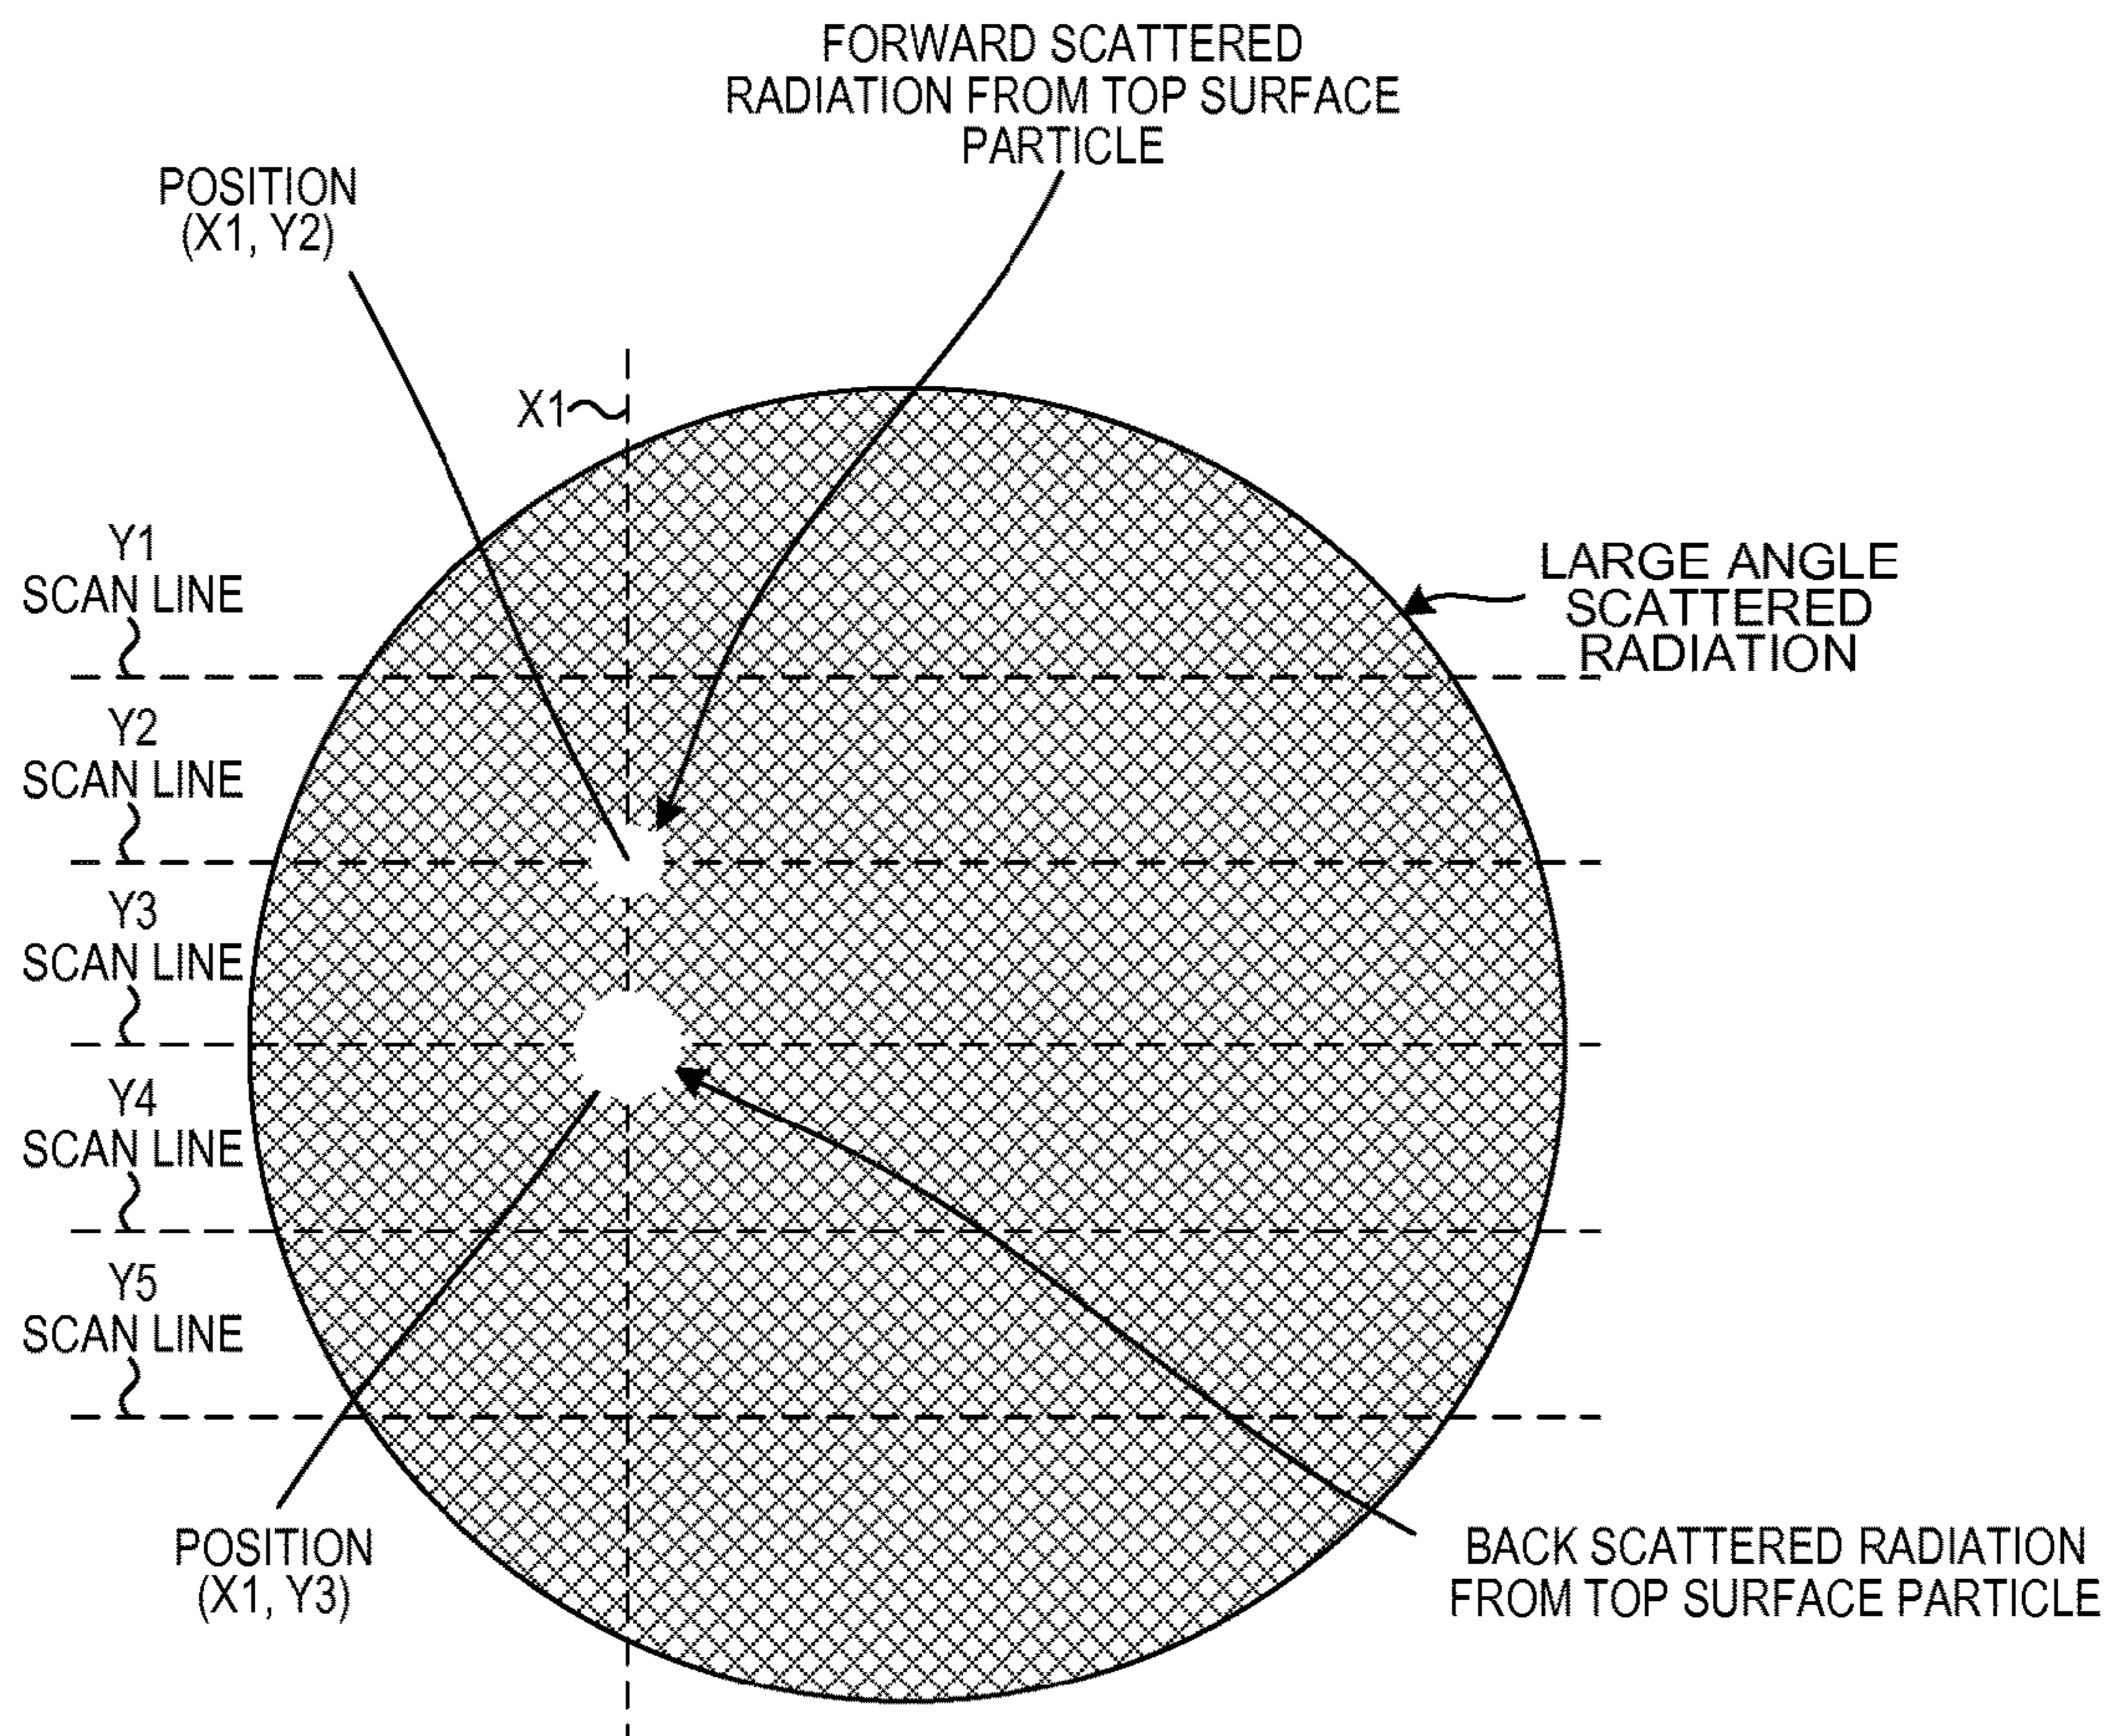 FORWARD SCATTERED
RADIATION FROM TOP SURFACE
PARTICLE
POSITION
(X1, Y2)
X1
Y1
SCAN LINE
LARGE ANGLE
SCATTERED
RADIATION
Y2
SCAN LINE
Y3
SCAN LINE
Y4
SCAN LINE
Y5
SCAN LINE
POSITION
(X1, Y3)
BACK SCATTERED RADIATION
FROM TOP SURFACE PARTICLE